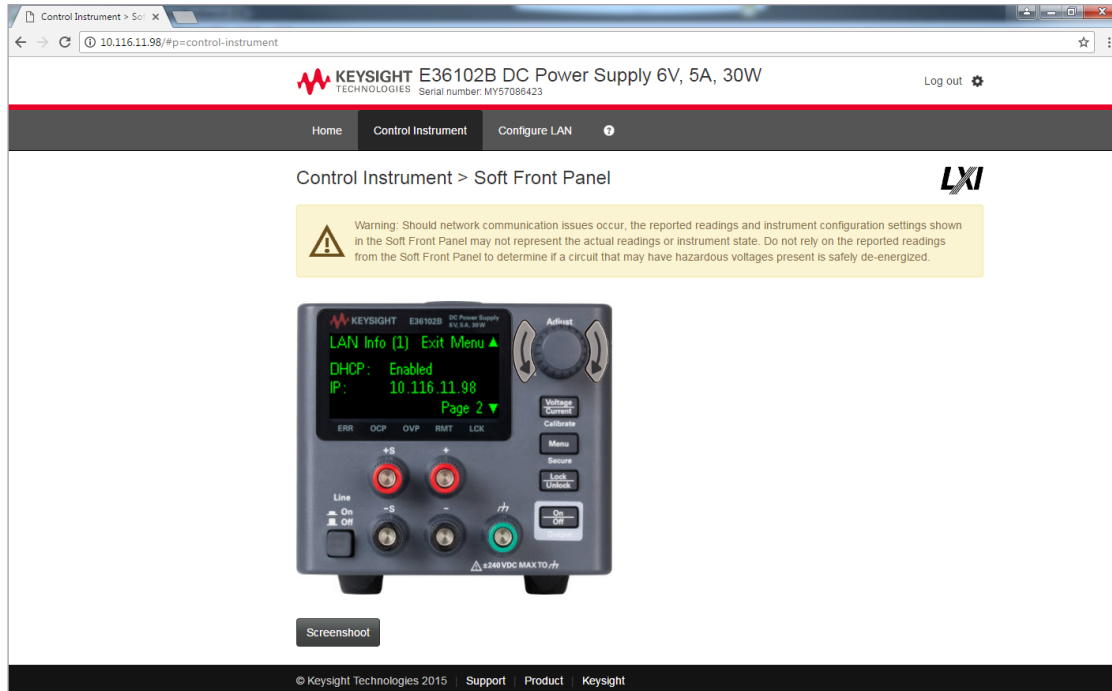 Control Instrument > Sof
10.116.11.98/#p=control-instrument
KEYSIGHT
TECHNOLOGIES
E36102B DC Power Supply 6V, 5A, 30W
Serial number: MY57086423
Log out
Home Control Instrument Configure LAN ?
Control Instrument > Soft Front Panel
LXI
Warning: Should network communication issues occur, the reported readings and instrument configuration settings shown
in the Soft Front Panel may not represent the actual readings or instrument state. Do not rely on the reported readings
from the Soft Front Panel to determine if a circuit that may have hazardous voltages present is safely de-energized.
KEYSIGHT E36102B DC Power Supply
6V, 5A, 30W
LAN Info (1) Exit Menu ▲
DHCP: Enabled
IP: 10.116.11.98
Page 2 ▼
ERR OCP OVP RMT LCK
Adjust
Voltage
Current
Calibrate
Menu
Secure
Lock
Unlock
On
Off
Output
+S +
-S -
Line
On
Off
±240 VDC MAX TO
Screenshoot
© Keysight Technologies 2015 | Support | Product | Keysight